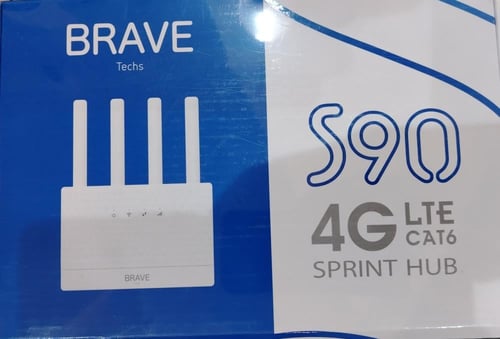 BRAVE
Techs
BRAVE
S90
4G LTE
CAT6
SPRINT HUB